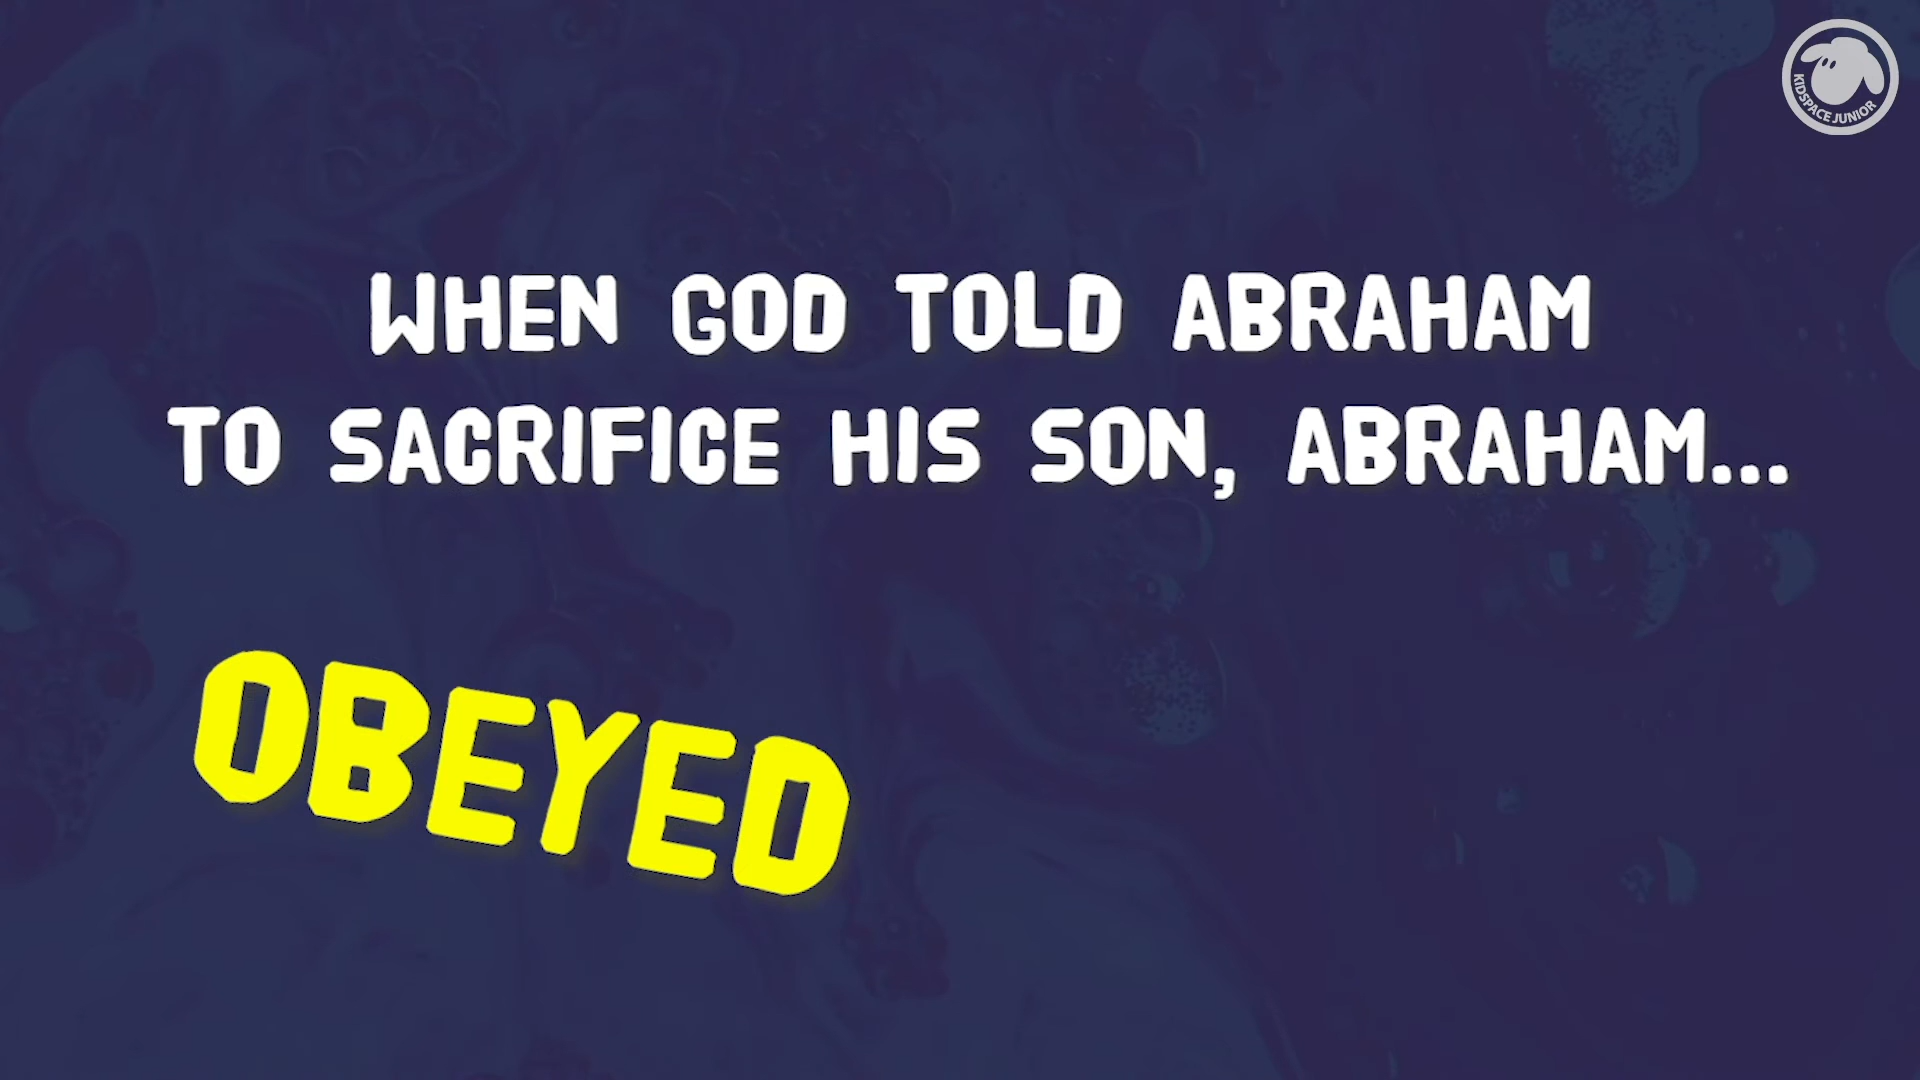 KIDSPACE JUNIOR
WHEN GOD TOLD ABRAHAM
TO SACRIFICE HIS SON, ABRAHAM...
OBEYED